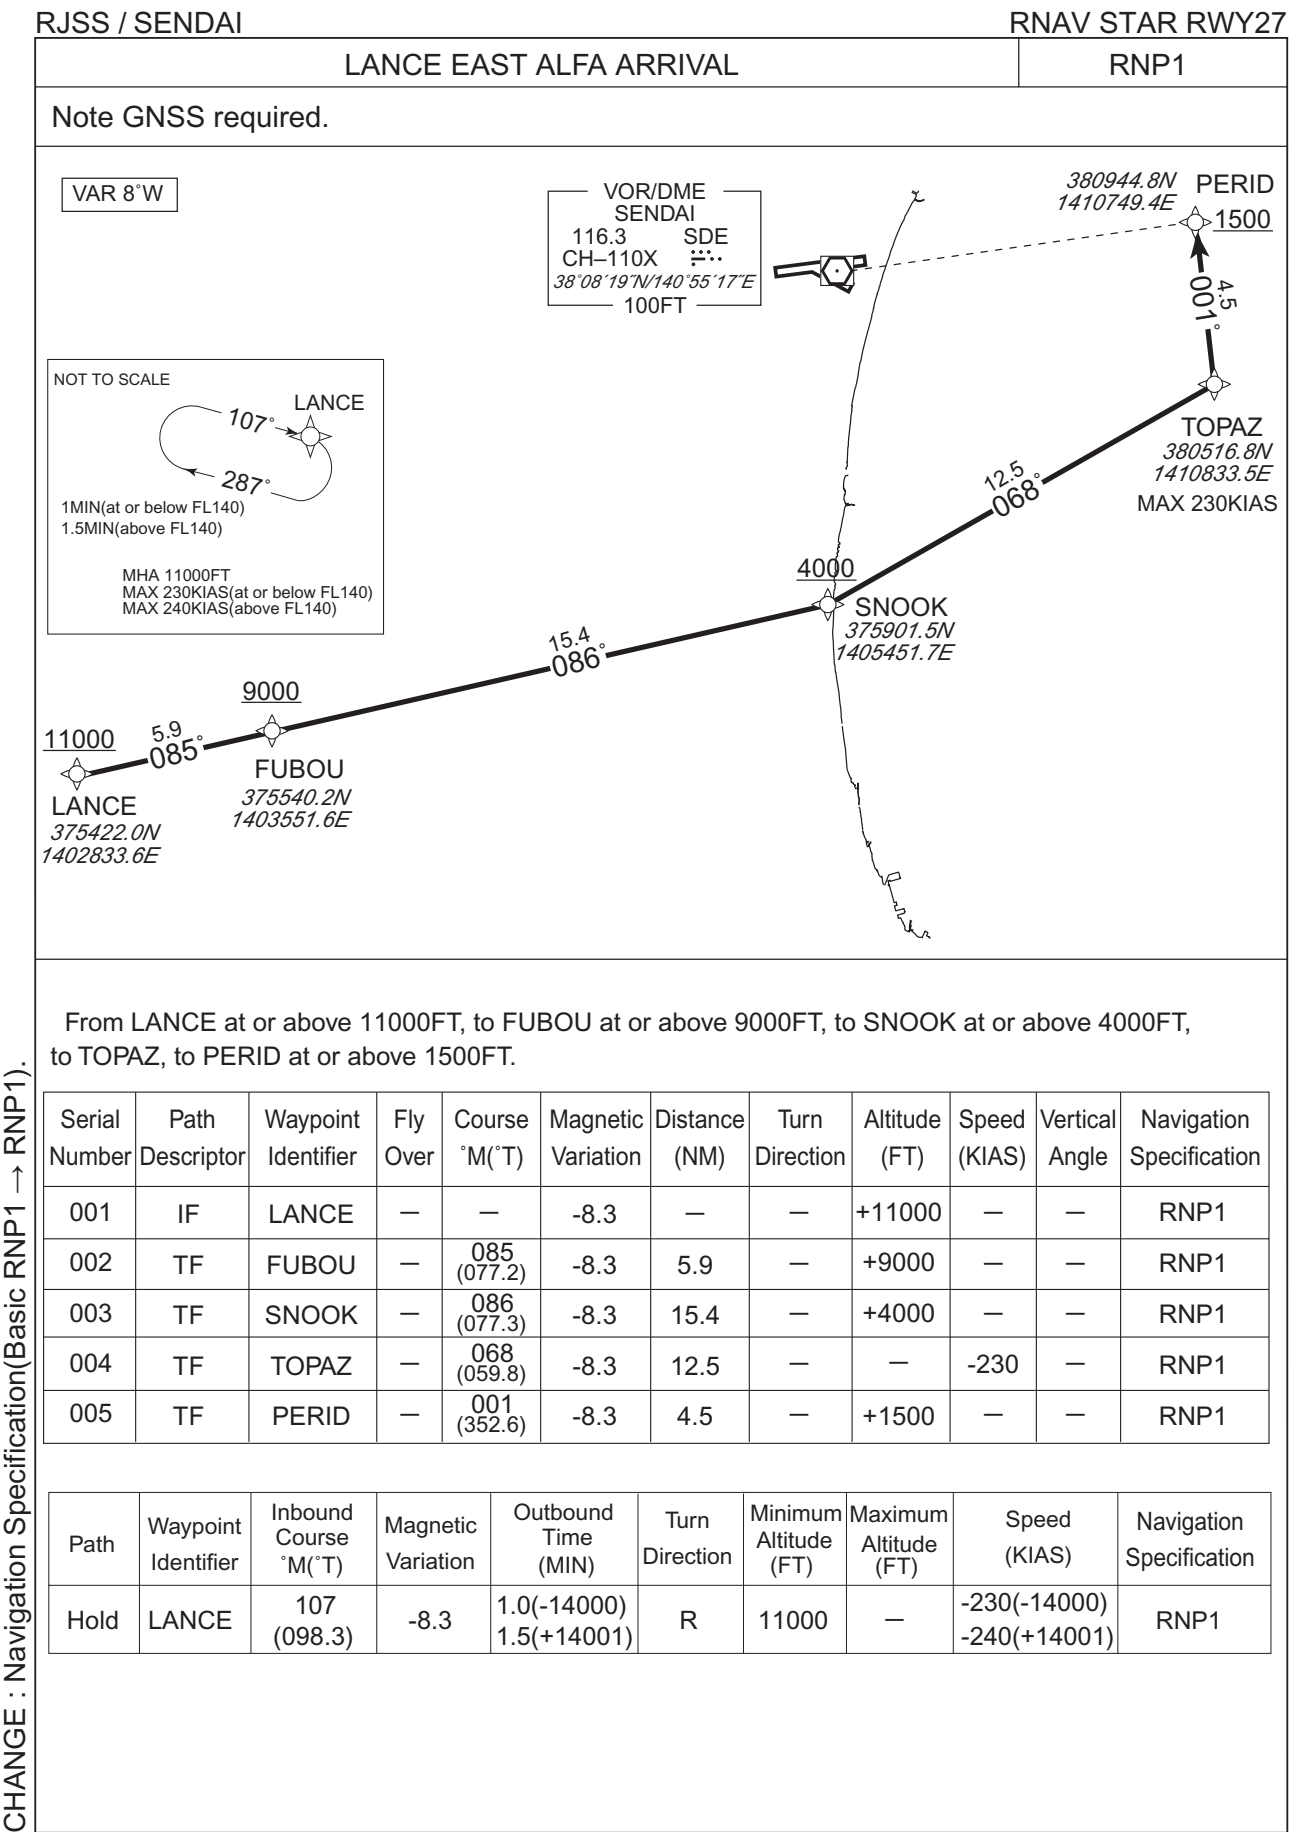 RJSS / SENDAI
RNAV STAR RWY27
LANCE EAST ALFA ARRIVAL
RNP1
Note GNSS required.
VAR 8˚W
VOR/DME
SENDAI
116.3 SDE
CH–110X
38˚08´19˝N/140˚55´17˝E
100FT
380944.8N
1410749.4E
PERID
1500
4.5
001˚
NOT TO SCALE
LANCE
107˚
287˚
1MIN(at or below FL140)
1.5MIN(above FL140)
MHA 11000FT
MAX 230KIAS(at or below FL140)
MAX 240KIAS(above FL140)
TOPAZ
380516.8N
1410833.5E
MAX 230KIAS
12.5
068˚
4000
SNOOK
375901.5N
1405451.7E
15.4
086˚
9000
FUBOU
375540.2N
1403551.6E
5.9
085˚
11000
LANCE
375422.0N
1402833.6E
From LANCE at or above 11000FT, to FUBOU at or above 9000FT, to SNOOK at or above 4000FT,
to TOPAZ, to PERID at or above 1500FT.
Serial Number Path Descriptor Waypoint Identifier Fly Over Course ˚M(˚T) Magnetic Variation Distance (NM) Turn Direction Altitude (FT) Speed (KIAS) Vertical Angle Navigation Specification
001 IF LANCE — — -8.3 — — +11000 — — RNP1
002 TF FUBOU — 085 (077.2) -8.3 5.9 — +9000 — — RNP1
003 TF SNOOK — 086 (077.3) -8.3 15.4 — +4000 — — RNP1
004 TF TOPAZ — 068 (059.8) -8.3 12.5 — — -230 — RNP1
005 TF PERID — 001 (352.6) -8.3 4.5 — +1500 — — RNP1
Path Waypoint Identifier Inbound Course ˚M(˚T) Magnetic Variation Outbound Time (MIN) Turn Direction Minimum Altitude (FT) Maximum Altitude (FT) Speed (KIAS) Navigation Specification
Hold LANCE 107 (098.3) -8.3 1.0(-14000) 1.5(+14001) R 11000 — -230(-14000) -240(+14001) RNP1
CHANGE : Navigation Specification(Basic RNP1 → RNP1).